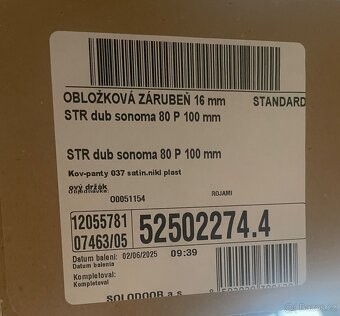 OBLOŽKOVÁ ZÁRUBEŇ 16 mm STANDARD
STR dub sonoma 80 P 100 mm
STR dub sonoma 80 P 100 mm
Kov-panty 037 satin.nikl plast
ový držák
Objednávka:
O0051154 ROJAMI
12055781
07463/05
52502274.4
Datum balení: 02/06/2025 09:39
Datum balenia
Kompletoval:
Kompletoval
SOLODOOR a.s.